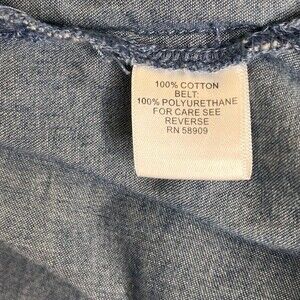 100% COTTON
BELT:
100% POLYURETHANE
FOR CARE SEE
REVERSE
RN 58909